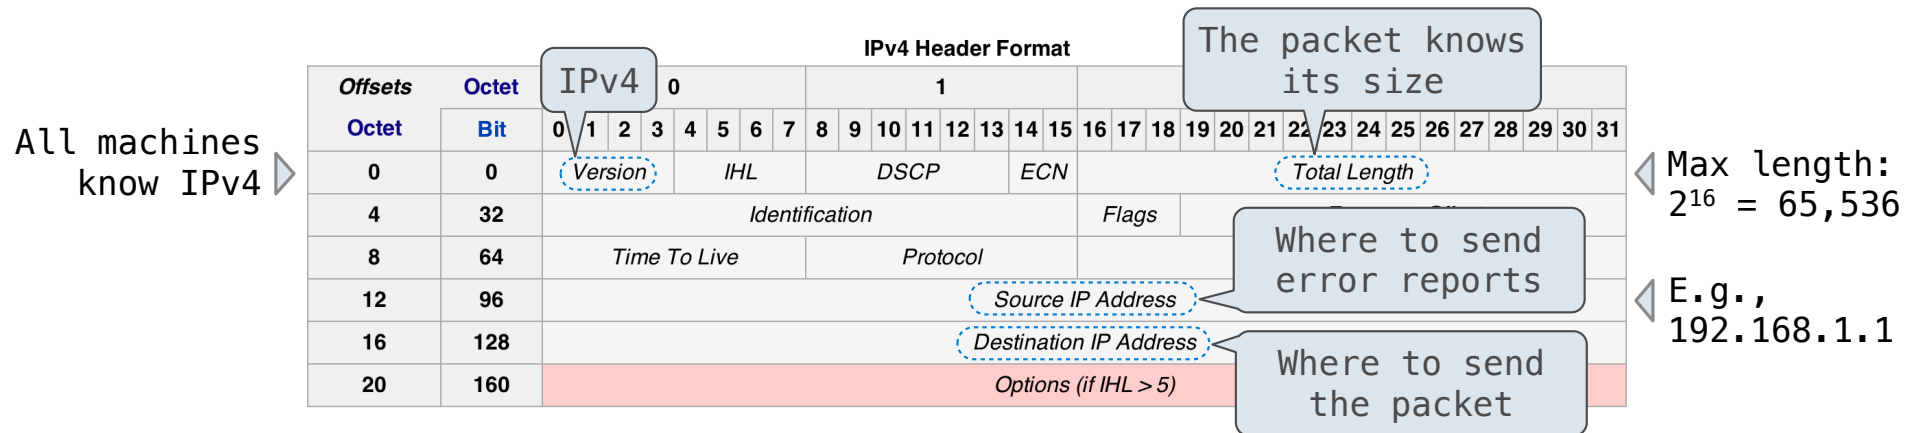 IPv4 Header Format
The packet knows
its size
IPv4
Offsets Octet 0 1
Octet Bit 0 1 2 3 4 5 6 7 8 9 10 11 12 13 14 15 16 17 18 19 20 21 22 23 24 25 26 27 28 29 30 31
All machines
know IPv4
0 0 Version IHL DSCP ECN Total Length
Max length:
2¹⁶ = 65,536
4 32 Identification Flags
8 64 Time To Live Protocol
Where to send
error reports
12 96 Source IP Address
E.g.,
192.168.1.1
16 128 Destination IP Address
Where to send
the packet
20 160 Options (if IHL > 5)